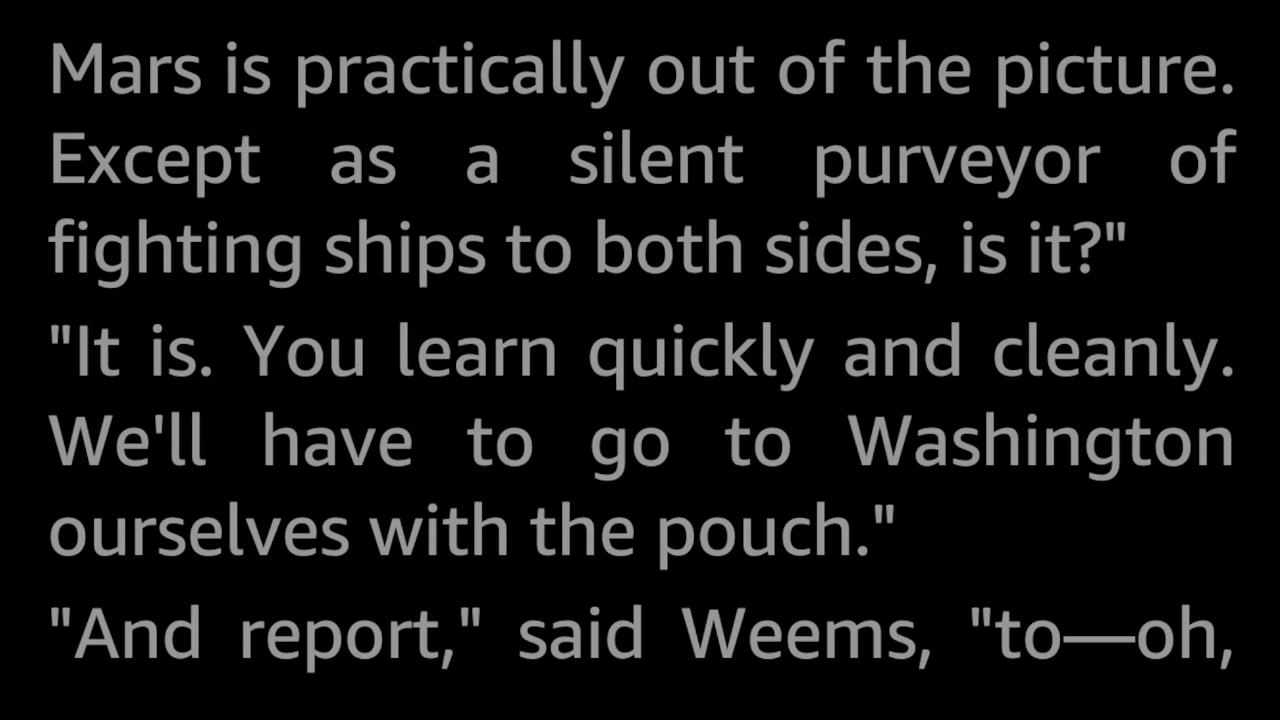 Mars is practically out of the picture.
Except as a silent purveyor of
fighting ships to both sides, is it?"
"It is. You learn quickly and cleanly.
We'll have to go to Washington
ourselves with the pouch."
"And report," said Weems, "to—oh,